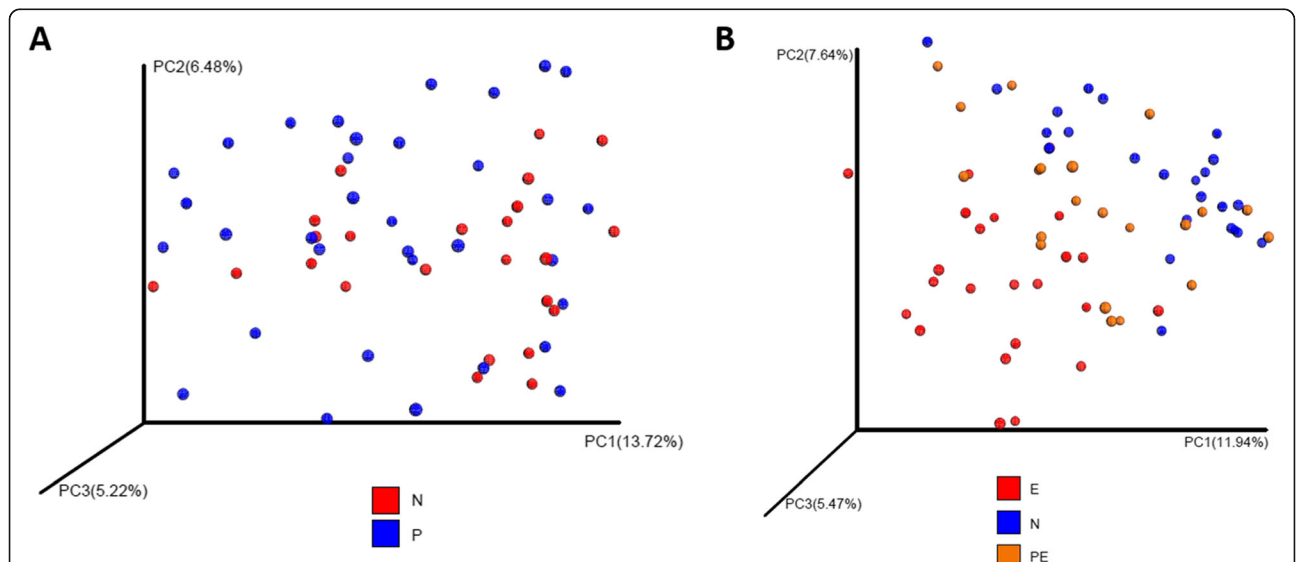 A
PC2(6.48%)
PC1(13.72%)
PC3(5.22%)
N
P
B
PC2(7.64%)
PC1(11.94%)
PC3(5.47%)
E
N
PE